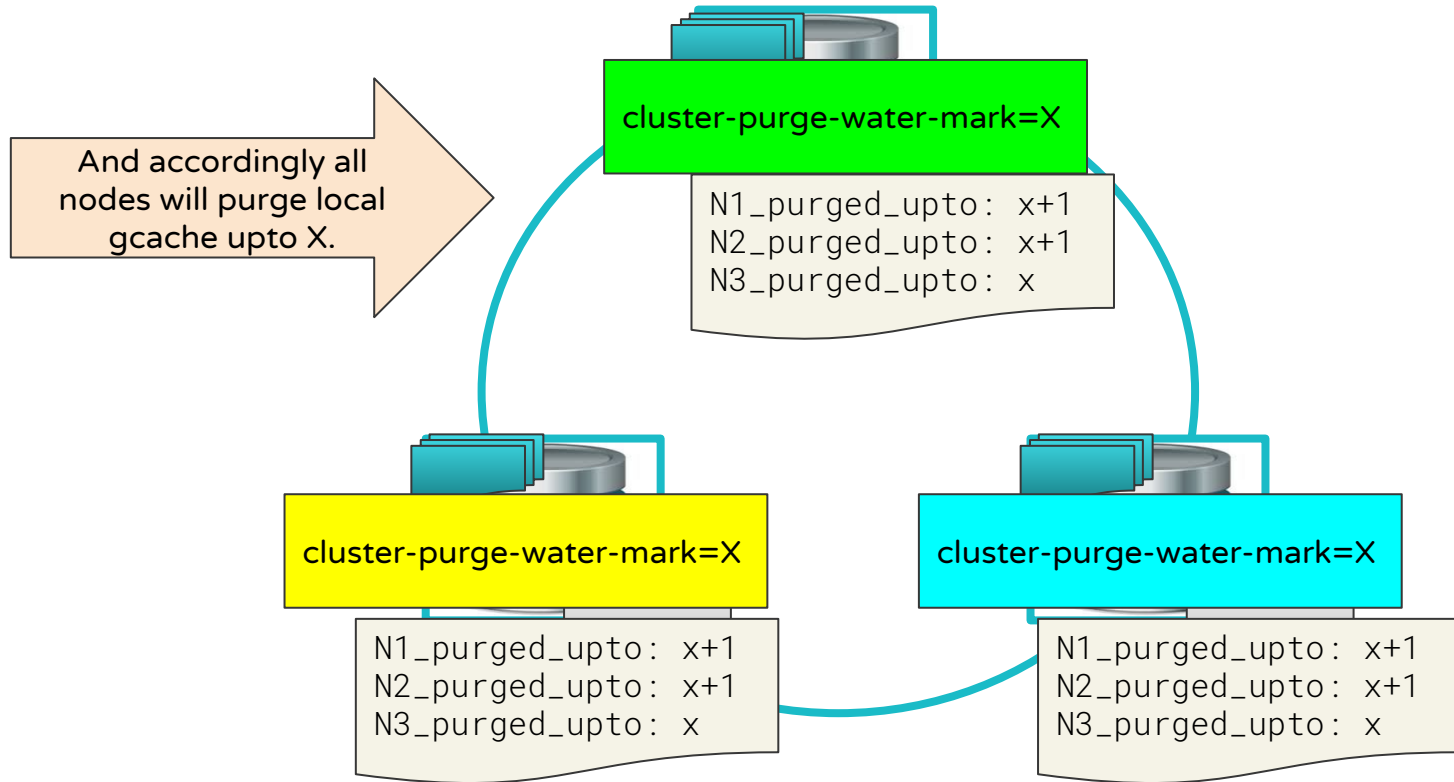 cluster-purge-water-mark=X
And accordingly all
nodes will purge local
gcache upto X.
N1_purged_upto: x+1
N2_purged_upto: x+1
N3_purged_upto: x
cluster-purge-water-mark=X
cluster-purge-water-mark=X
N1_purged_upto: x+1
N2_purged_upto: x+1
N3_purged_upto: x
N1_purged_upto: x+1
N2_purged_upto: x+1
N3_purged_upto: x